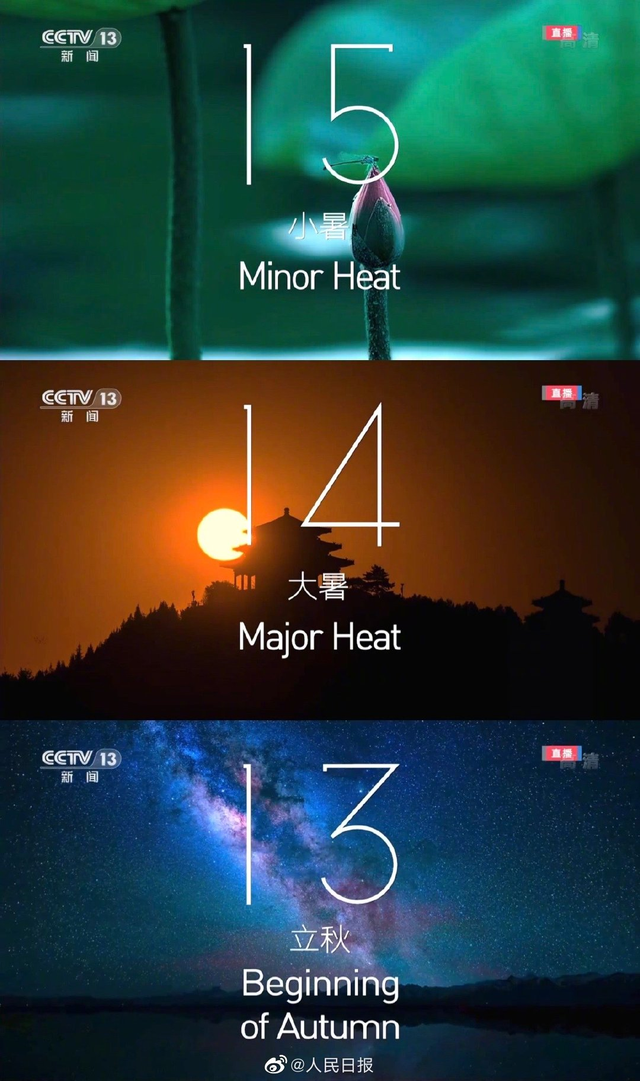 CCTV 13
新闻
直播
高清
15
小暑
Minor Heat
CCTV 13
新闻
直播
高清
14
大暑
Major Heat
CCTV 13
新闻
直播
高清
13
立秋
Beginning
of Autumn
@人民日报